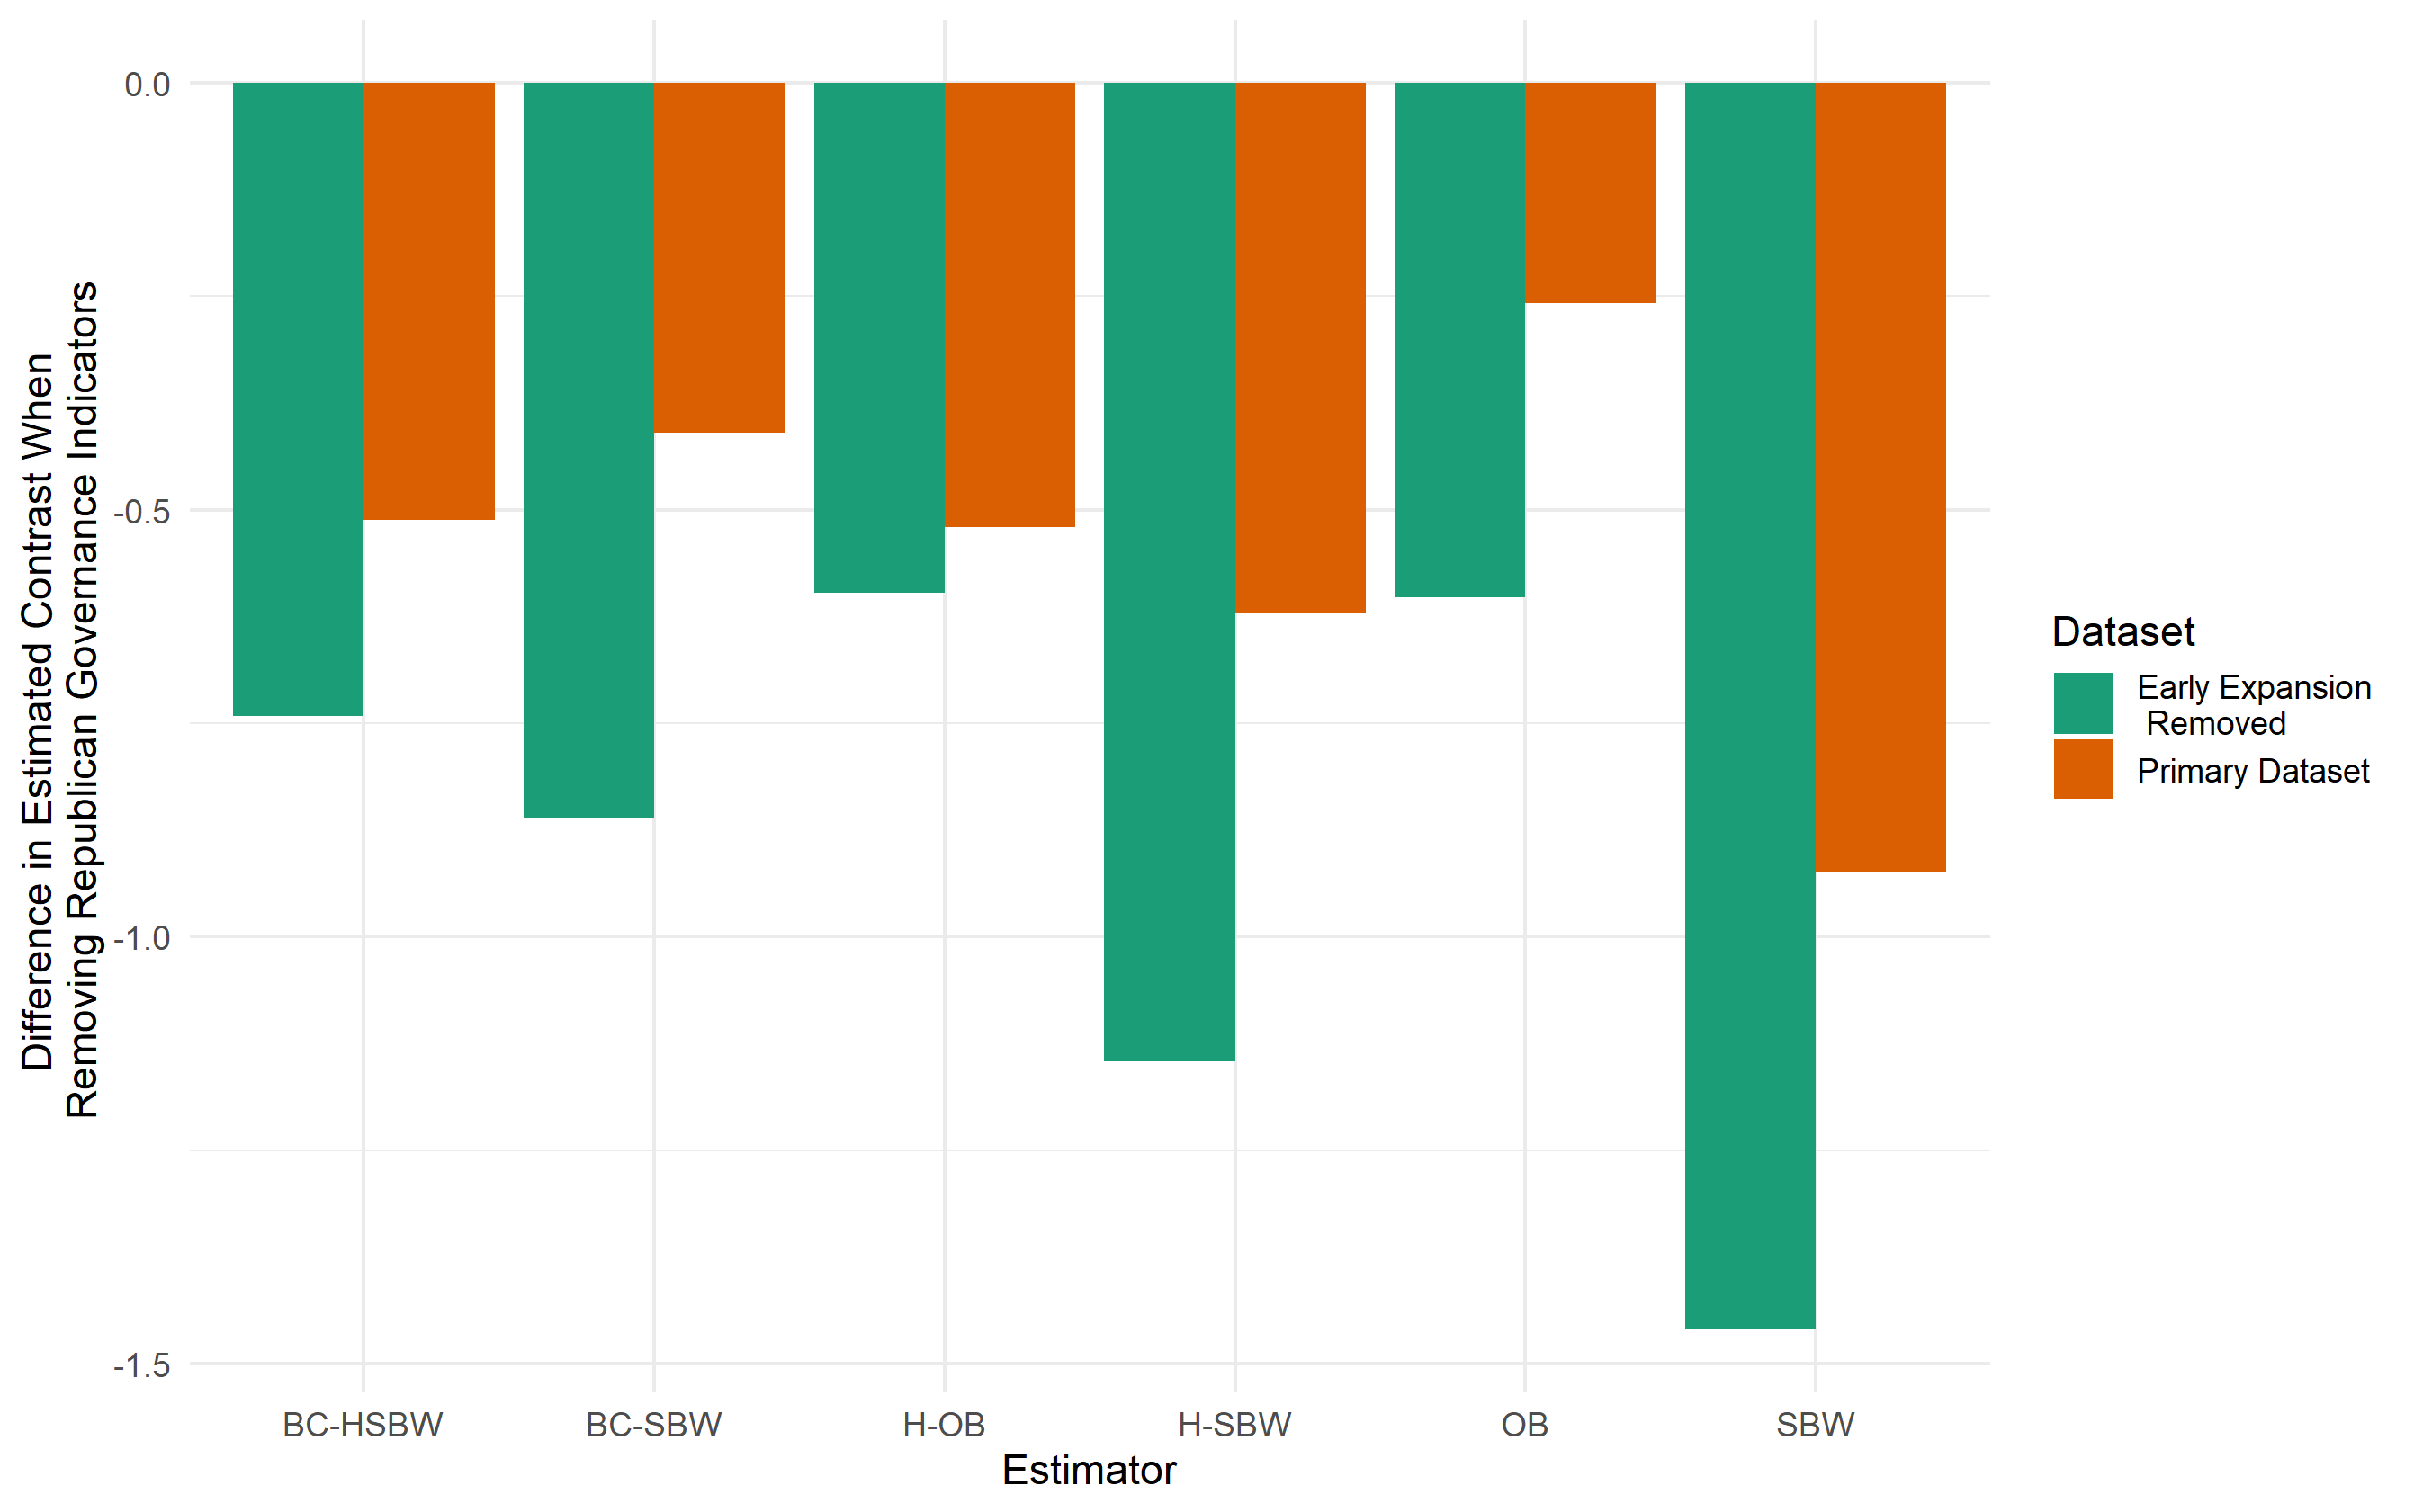 Difference in Estimated Contrast When
Removing Republican Governance Indicators
0.0
-0.5
-1.0
-1.5
BC-HSBW
BC-SBW
H-OB
H-SBW
OB
SBW
Estimator
Dataset
Early Expansion
Removed
Primary Dataset